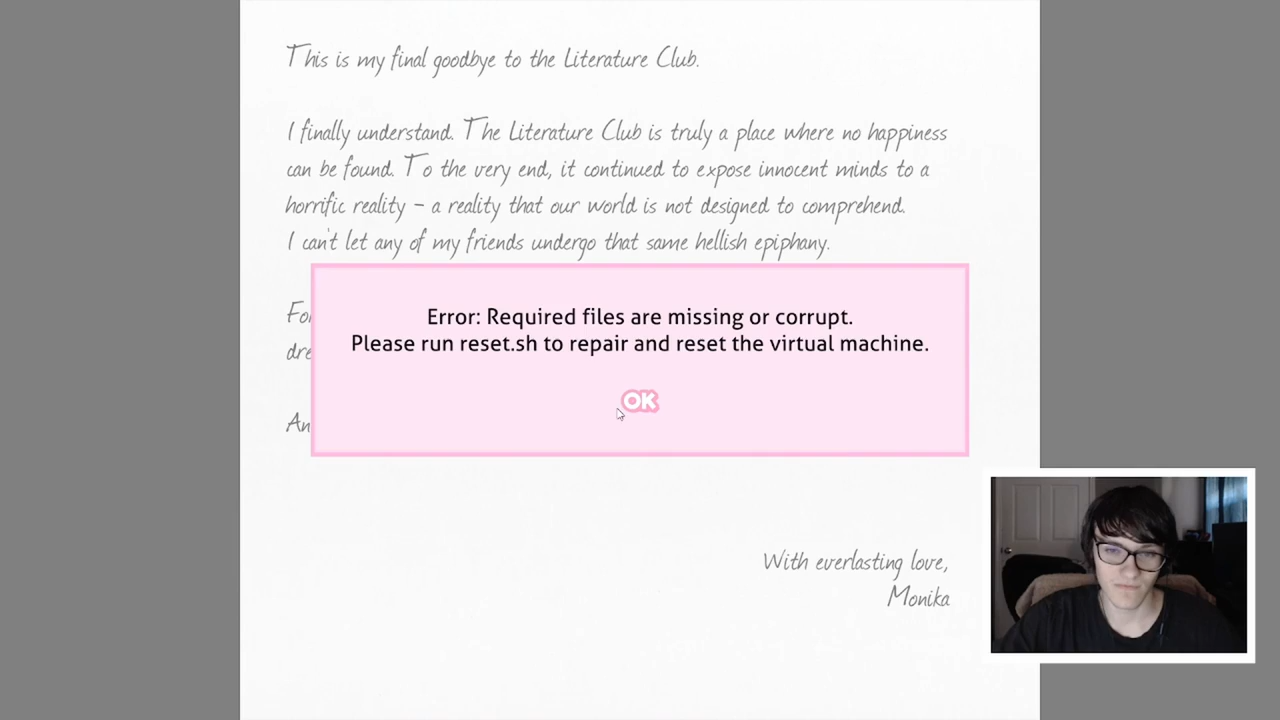 This is my final goodbye to the Literature Club.
I finally understand. The Literature Club is truly a place where no happiness
can be found. To the very end, it continued to expose innocent minds to a
horrific reality – a reality that our world is not designed to comprehend.
I can't let any of my friends undergo that same hellish epiphany.
Error: Required files are missing or corrupt.
Please run reset.sh to repair and reset the virtual machine.
OK
With everlasting love,
Monika